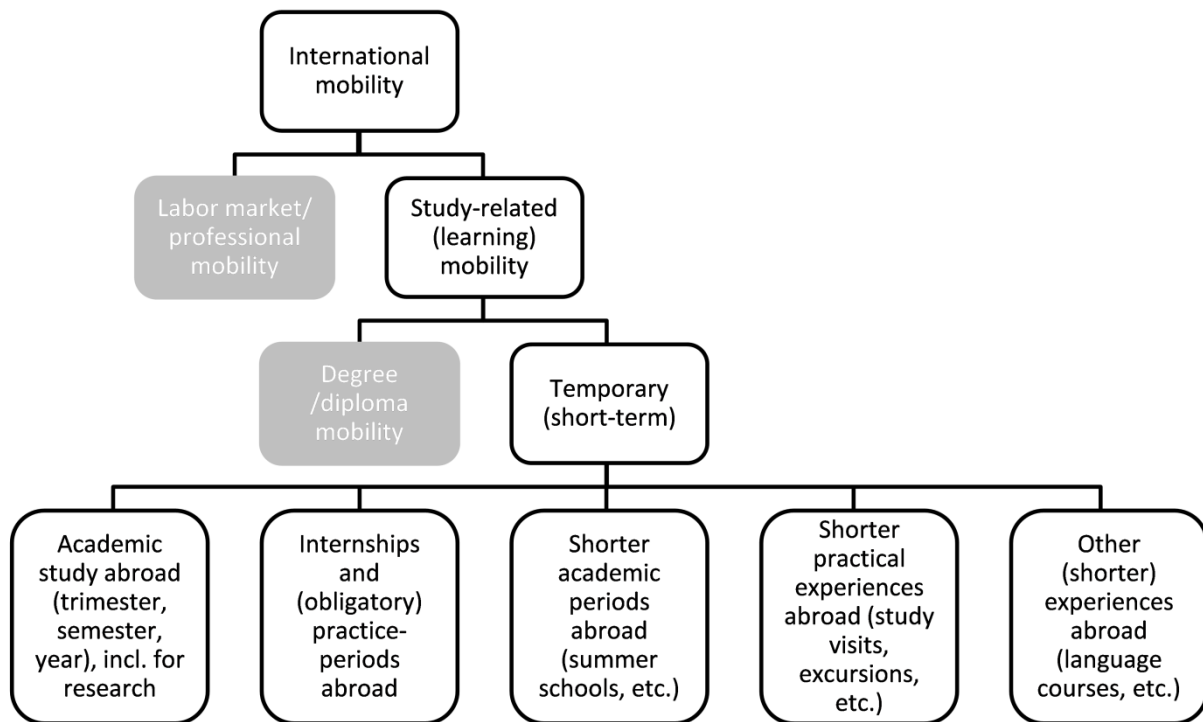 International
mobility
Labor market/
professional
mobility
Study-related
(learning)
mobility
Degree
/diploma
mobility
Temporary
(short-term)
Academic
study abroad
(trimester,
semester,
year), incl. for
research
Internships
and
(obligatory)
practice-
periods
abroad
Shorter
academic
periods
abroad
(summer
schools, etc.)
Shorter
practical
experiences
abroad (study
visits,
excursions,
etc.)
Other
(shorter)
experiences
abroad
(language
courses, etc.)